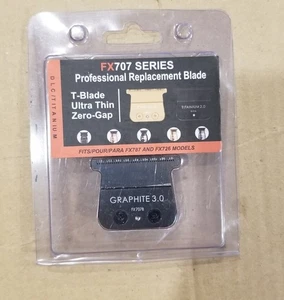 FX707 SERIES
Professional Replacement Blade
DLC/TITANIUM
T-Blade
Ultra Thin
Zero-Gap
FITS/POUR/PARA FX787 AND FX726 MODELS
GRAPHITE 3.0